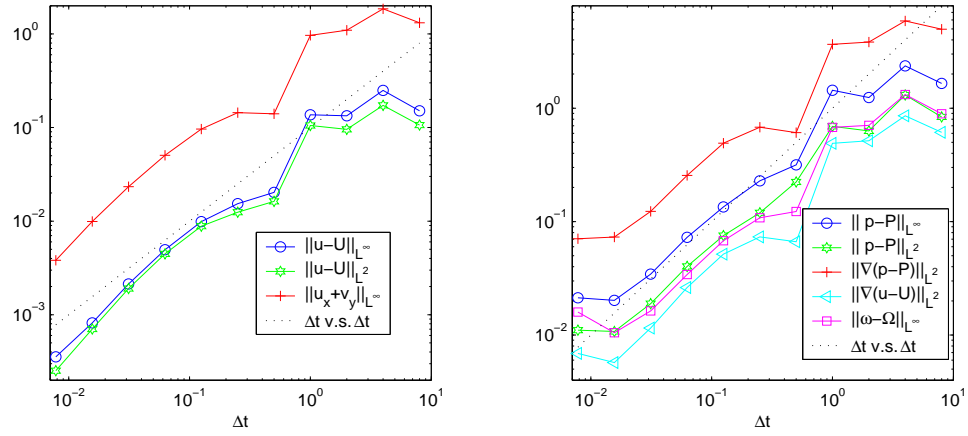 10^0
10^{-1}
10^{-2}
10^{-3}
10^{-2} 10^{-1} 10^0 10^1
Δt
||u−U||_{L^∞}
||u−U||_{L^2}
||u_x+v_y||_{L^∞}
Δt v.s. Δt
10^0
10^{-1}
10^{-2}
10^{-2} 10^{-1} 10^0 10^1
Δt
|| p−P||_{L^∞}
|| p−P||_{L^2}
||∇(p−P)||_{L^2}
||∇(u−U)||_{L^2}
||ω−Ω||_{L^∞}
Δt v.s. Δt